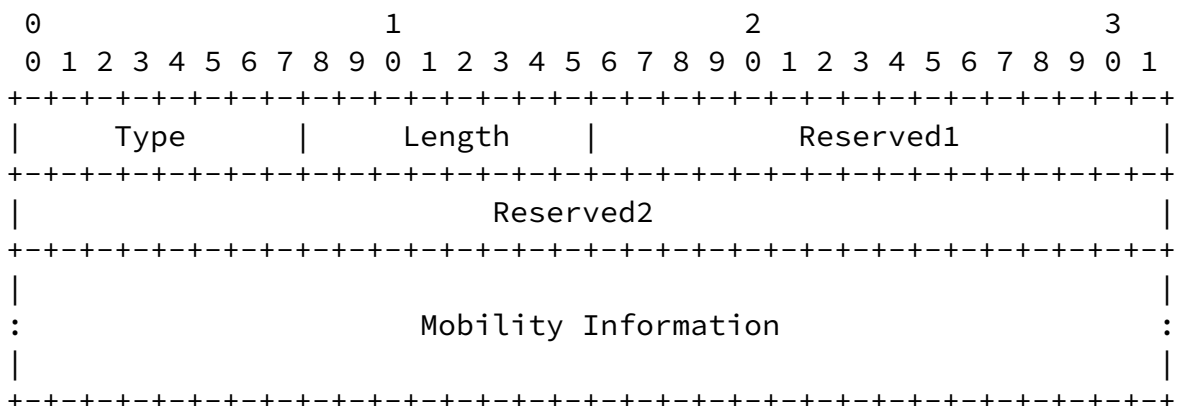 0                   1                   2                   3
 0 1 2 3 4 5 6 7 8 9 0 1 2 3 4 5 6 7 8 9 0 1 2 3 4 5 6 7 8 9 0 1
+-+-+-+-+-+-+-+-+-+-+-+-+-+-+-+-+-+-+-+-+-+-+-+-+-+-+-+-+-+-+-+-+
|     Type      |     Length    |           Reserved1           |
+-+-+-+-+-+-+-+-+-+-+-+-+-+-+-+-+-+-+-+-+-+-+-+-+-+-+-+-+-+-+-+-+
|                          Reserved2                            |
+-+-+-+-+-+-+-+-+-+-+-+-+-+-+-+-+-+-+-+-+-+-+-+-+-+-+-+-+-+-+-+-+
|                                                               |
:                      Mobility Information                     :
|                                                               |
+-+-+-+-+-+-+-+-+-+-+-+-+-+-+-+-+-+-+-+-+-+-+-+-+-+-+-+-+-+-+-+-+